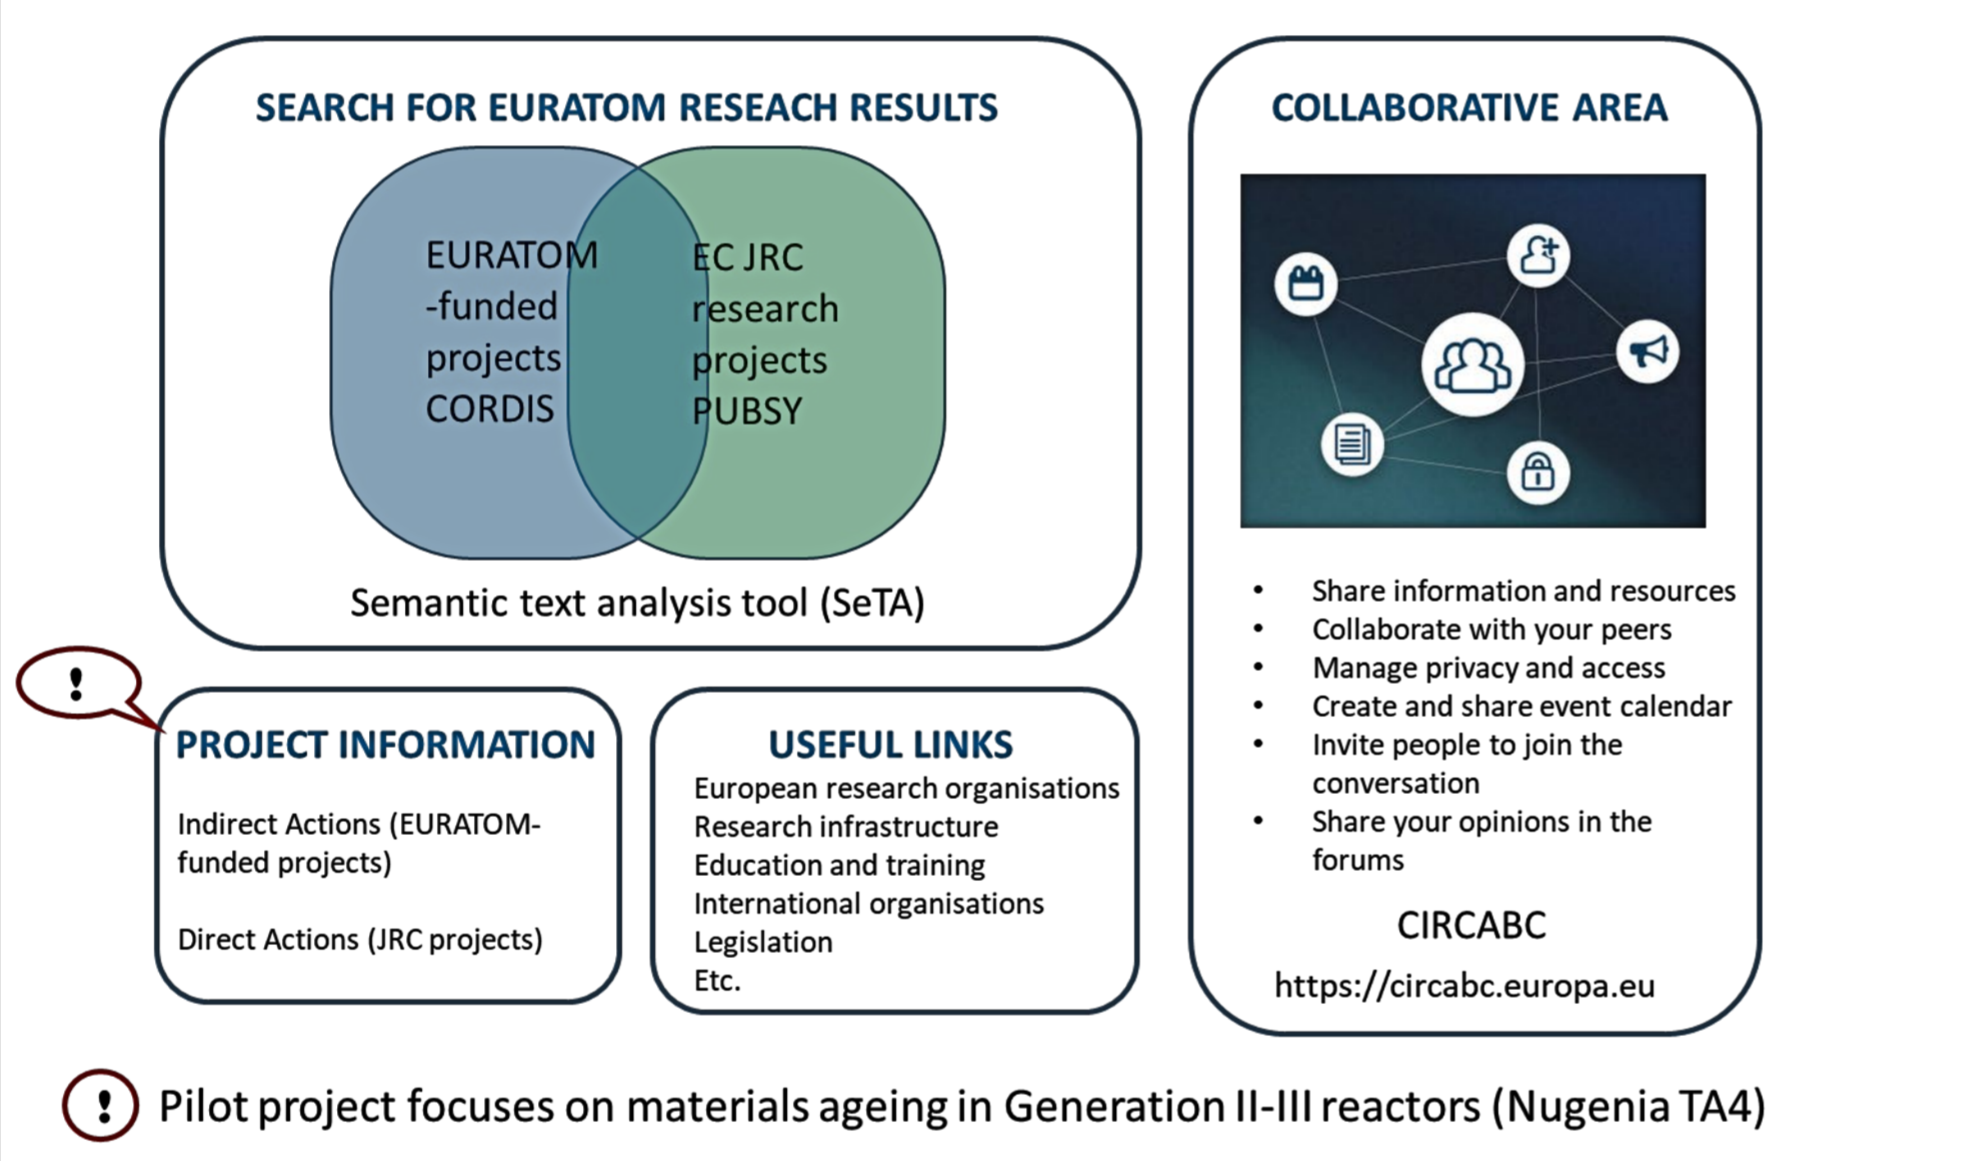 SEARCH FOR EURATOM RESEACH RESULTS
EURATOM
-funded
projects
CORDIS
EC JRC
research
projects
PUBSY
Semantic text analysis tool (SeTA)
!
PROJECT INFORMATION
Indirect Actions (EURATOM-
funded projects)
Direct Actions (JRC projects)
USEFUL LINKS
European research organisations
Research infrastructure
Education and training
International organisations
Legislation
Etc.
COLLABORATIVE AREA
• Share information and resources
• Collaborate with your peers
• Manage privacy and access
• Create and share event calendar
• Invite people to join the
conversation
• Share your opinions in the
forums
CIRCABC
https://circabc.europa.eu
! Pilot project focuses on materials ageing in Generation II-III reactors (Nugenia TA4)